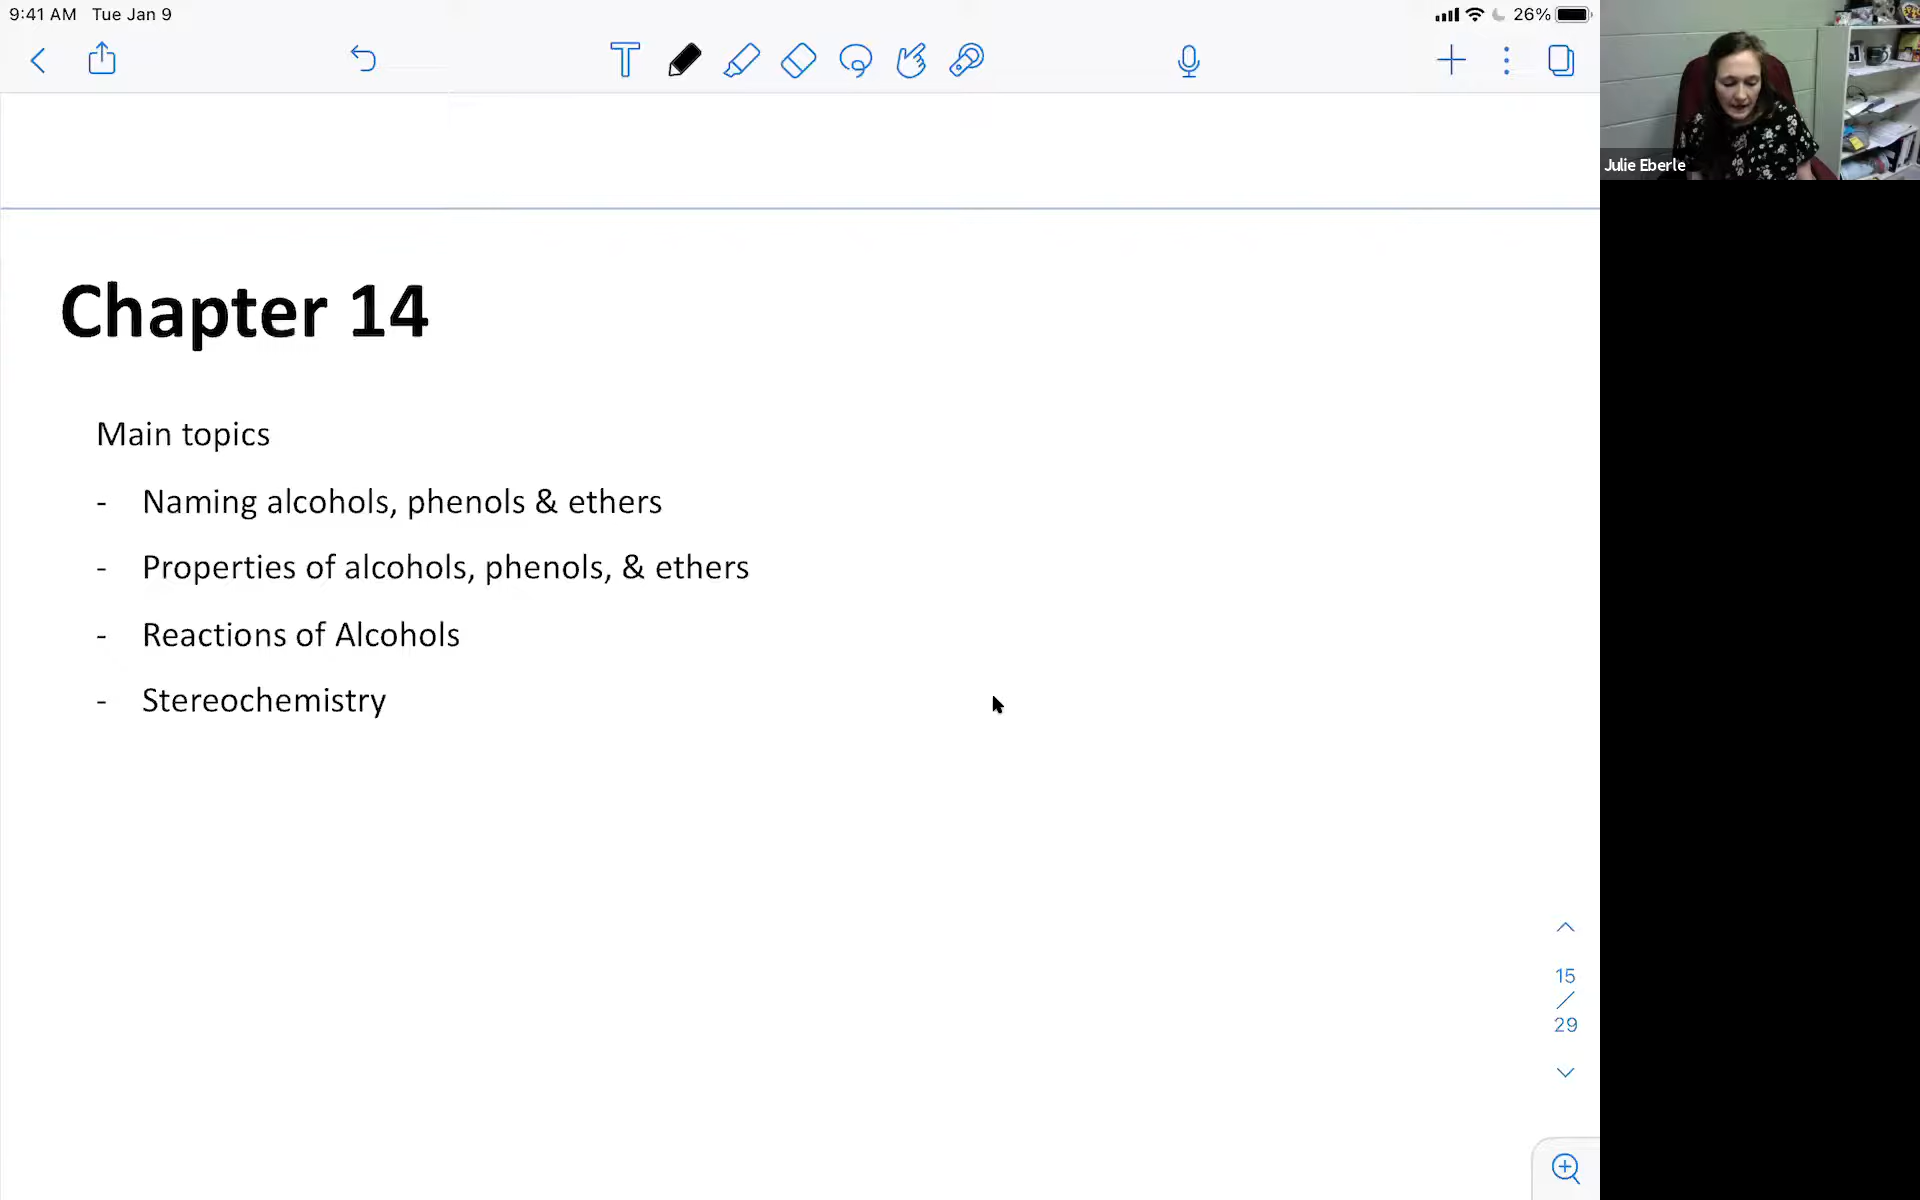 9:41 AM Tue Jan 9
26%
Julie Eberle
Chapter 14
Main topics
- Naming alcohols, phenols & ethers
- Properties of alcohols, phenols, & ethers
- Reactions of Alcohols
- Stereochemistry
15
/
29